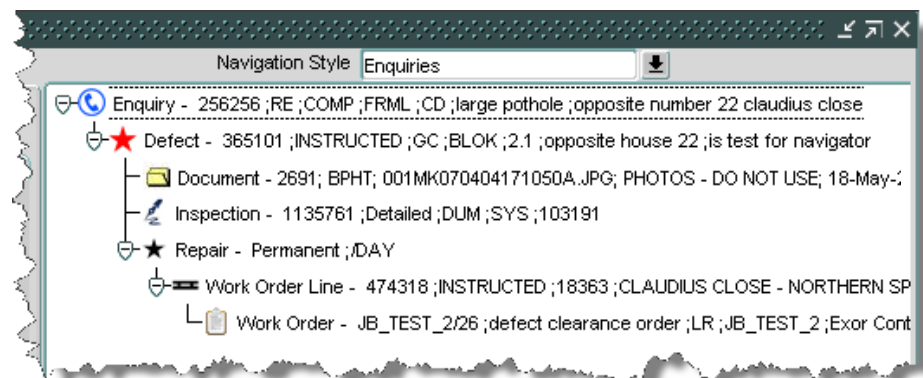 Navigation Style Enquiries
Enquiry - 256256 ;RE ;COMP ;FRML ;CD ;large pothole ;opposite number 22 claudius close
Defect - 365101 ;INSTRUCTED ;GC ;BLOK ;2.1 ;opposite house 22 ;is test for navigator
Document - 2691; BPHT; 001MK070404171050A.JPG; PHOTOS - DO NOT USE; 18-May-
Inspection - 1135761 ;Detailed ;DUM ;SYS ;103191
Repair - Permanent ;/DAY
Work Order Line - 474318 ;INSTRUCTED ;18363 ;CLAUDIUS CLOSE - NORTHERN SP
Work Order - JB_TEST_2/26 ;defect clearance order ;LR ;JB_TEST_2 ;Exor Cont